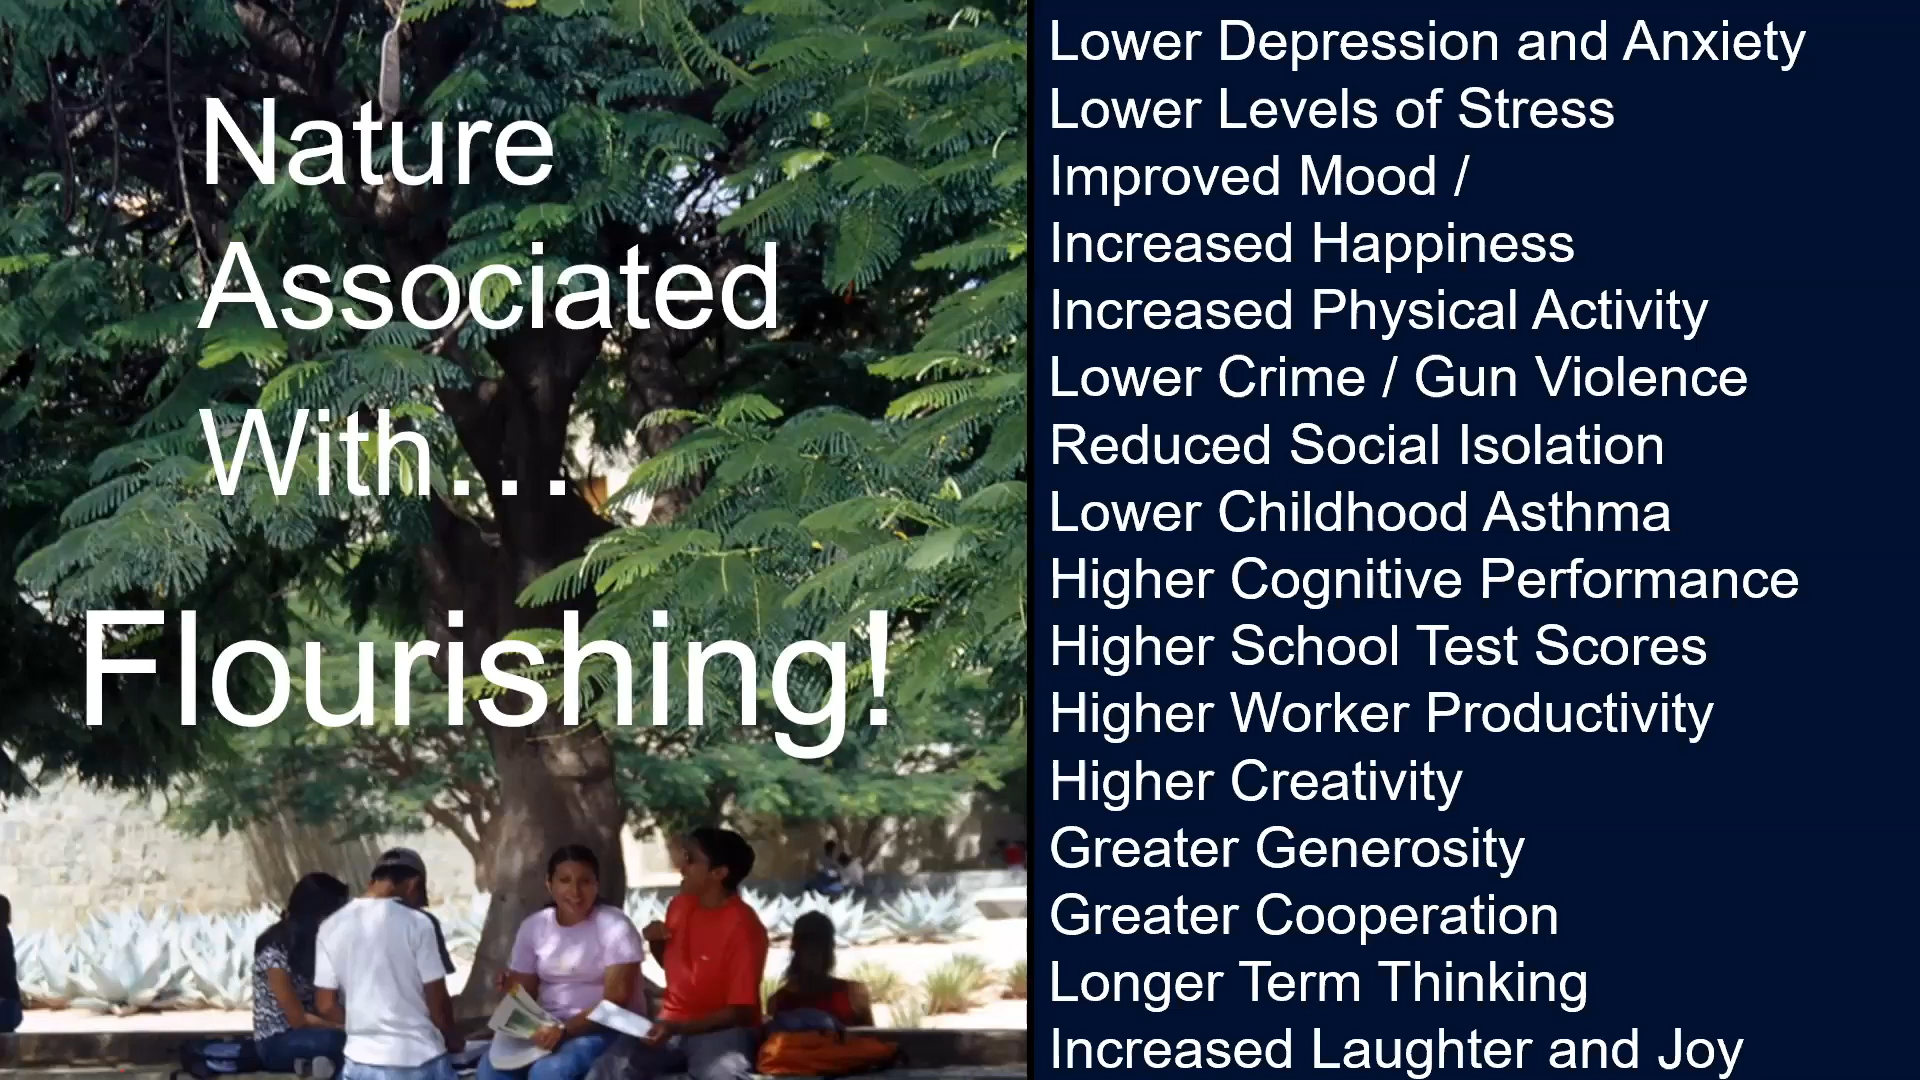 Nature
Associated
With...
Flourishing!
Lower Depression and Anxiety
Lower Levels of Stress
Improved Mood /
Increased Happiness
Increased Physical Activity
Lower Crime / Gun Violence
Reduced Social Isolation
Lower Childhood Asthma
Higher Cognitive Performance
Higher School Test Scores
Higher Worker Productivity
Higher Creativity
Greater Generosity
Greater Cooperation
Longer Term Thinking
Increased Laughter and Joy